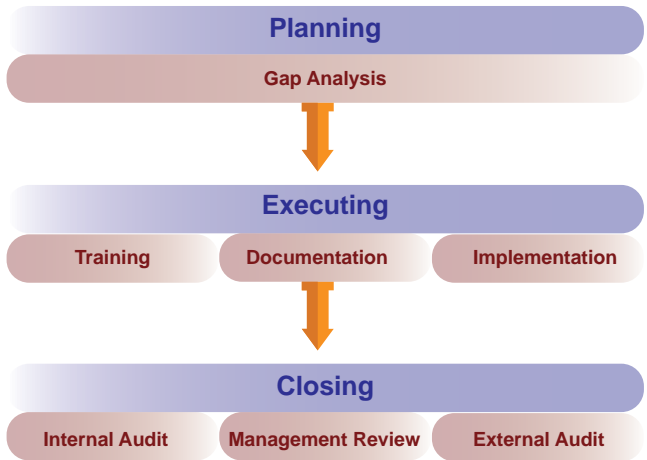 Planning
Gap Analysis
Executing
Training Documentation Implementation
Closing
Internal Audit Management Review External Audit